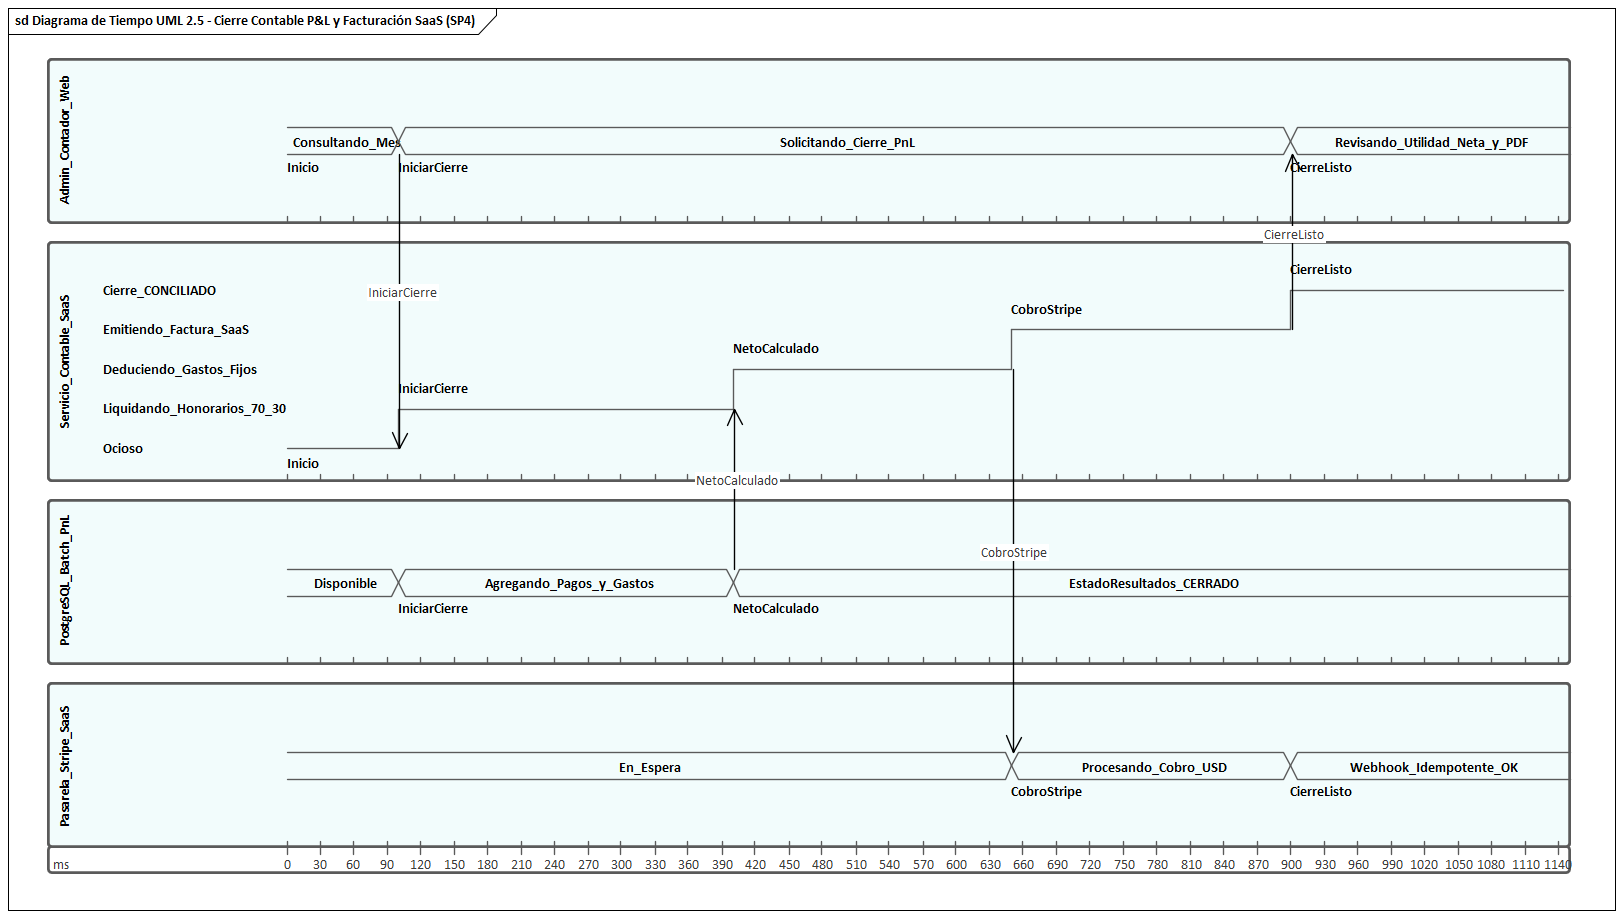 sd Diagrama de Tiempo UML 2.5 - Cierre Contable P&L y Facturación SaaS (SP4)
Admin_Contador_Web
Consultando_Mes
Solicitando_Cierre_PnL
Revisando_Utilidad_Neta_y_PDF
Inicio
IniciarCierre
CierreListo
CierreListo
Servicio_Contable_SaaS
CierreListo
Cierre_CONCILIADO
IniciarCierre
CobroStripe
Emitiendo_Factura_SaaS
NetoCalculado
Deduciendo_Gastos_Fijos
IniciarCierre
Liquidando_Honorarios_70_30
Ocioso
Inicio
NetoCalculado
PostgreSQL_Batch_PnL
CobroStripe
Disponible
Agregando_Pagos_y_Gastos
EstadoResultados_CERRADO
IniciarCierre
NetoCalculado
Pasarela_Stripe_SaaS
En_Espera
Procesando_Cobro_USD
Webhook_Idempotente_OK
CobroStripe
CierreListo
ms
0 30 60 90 120 150 180 210 240 270 300 330 360 390 420 450 480 510 540 570 600 630 660 690 720 750 780 810 840 870 900 930 960 990 1020 1050 1080 1110 1140